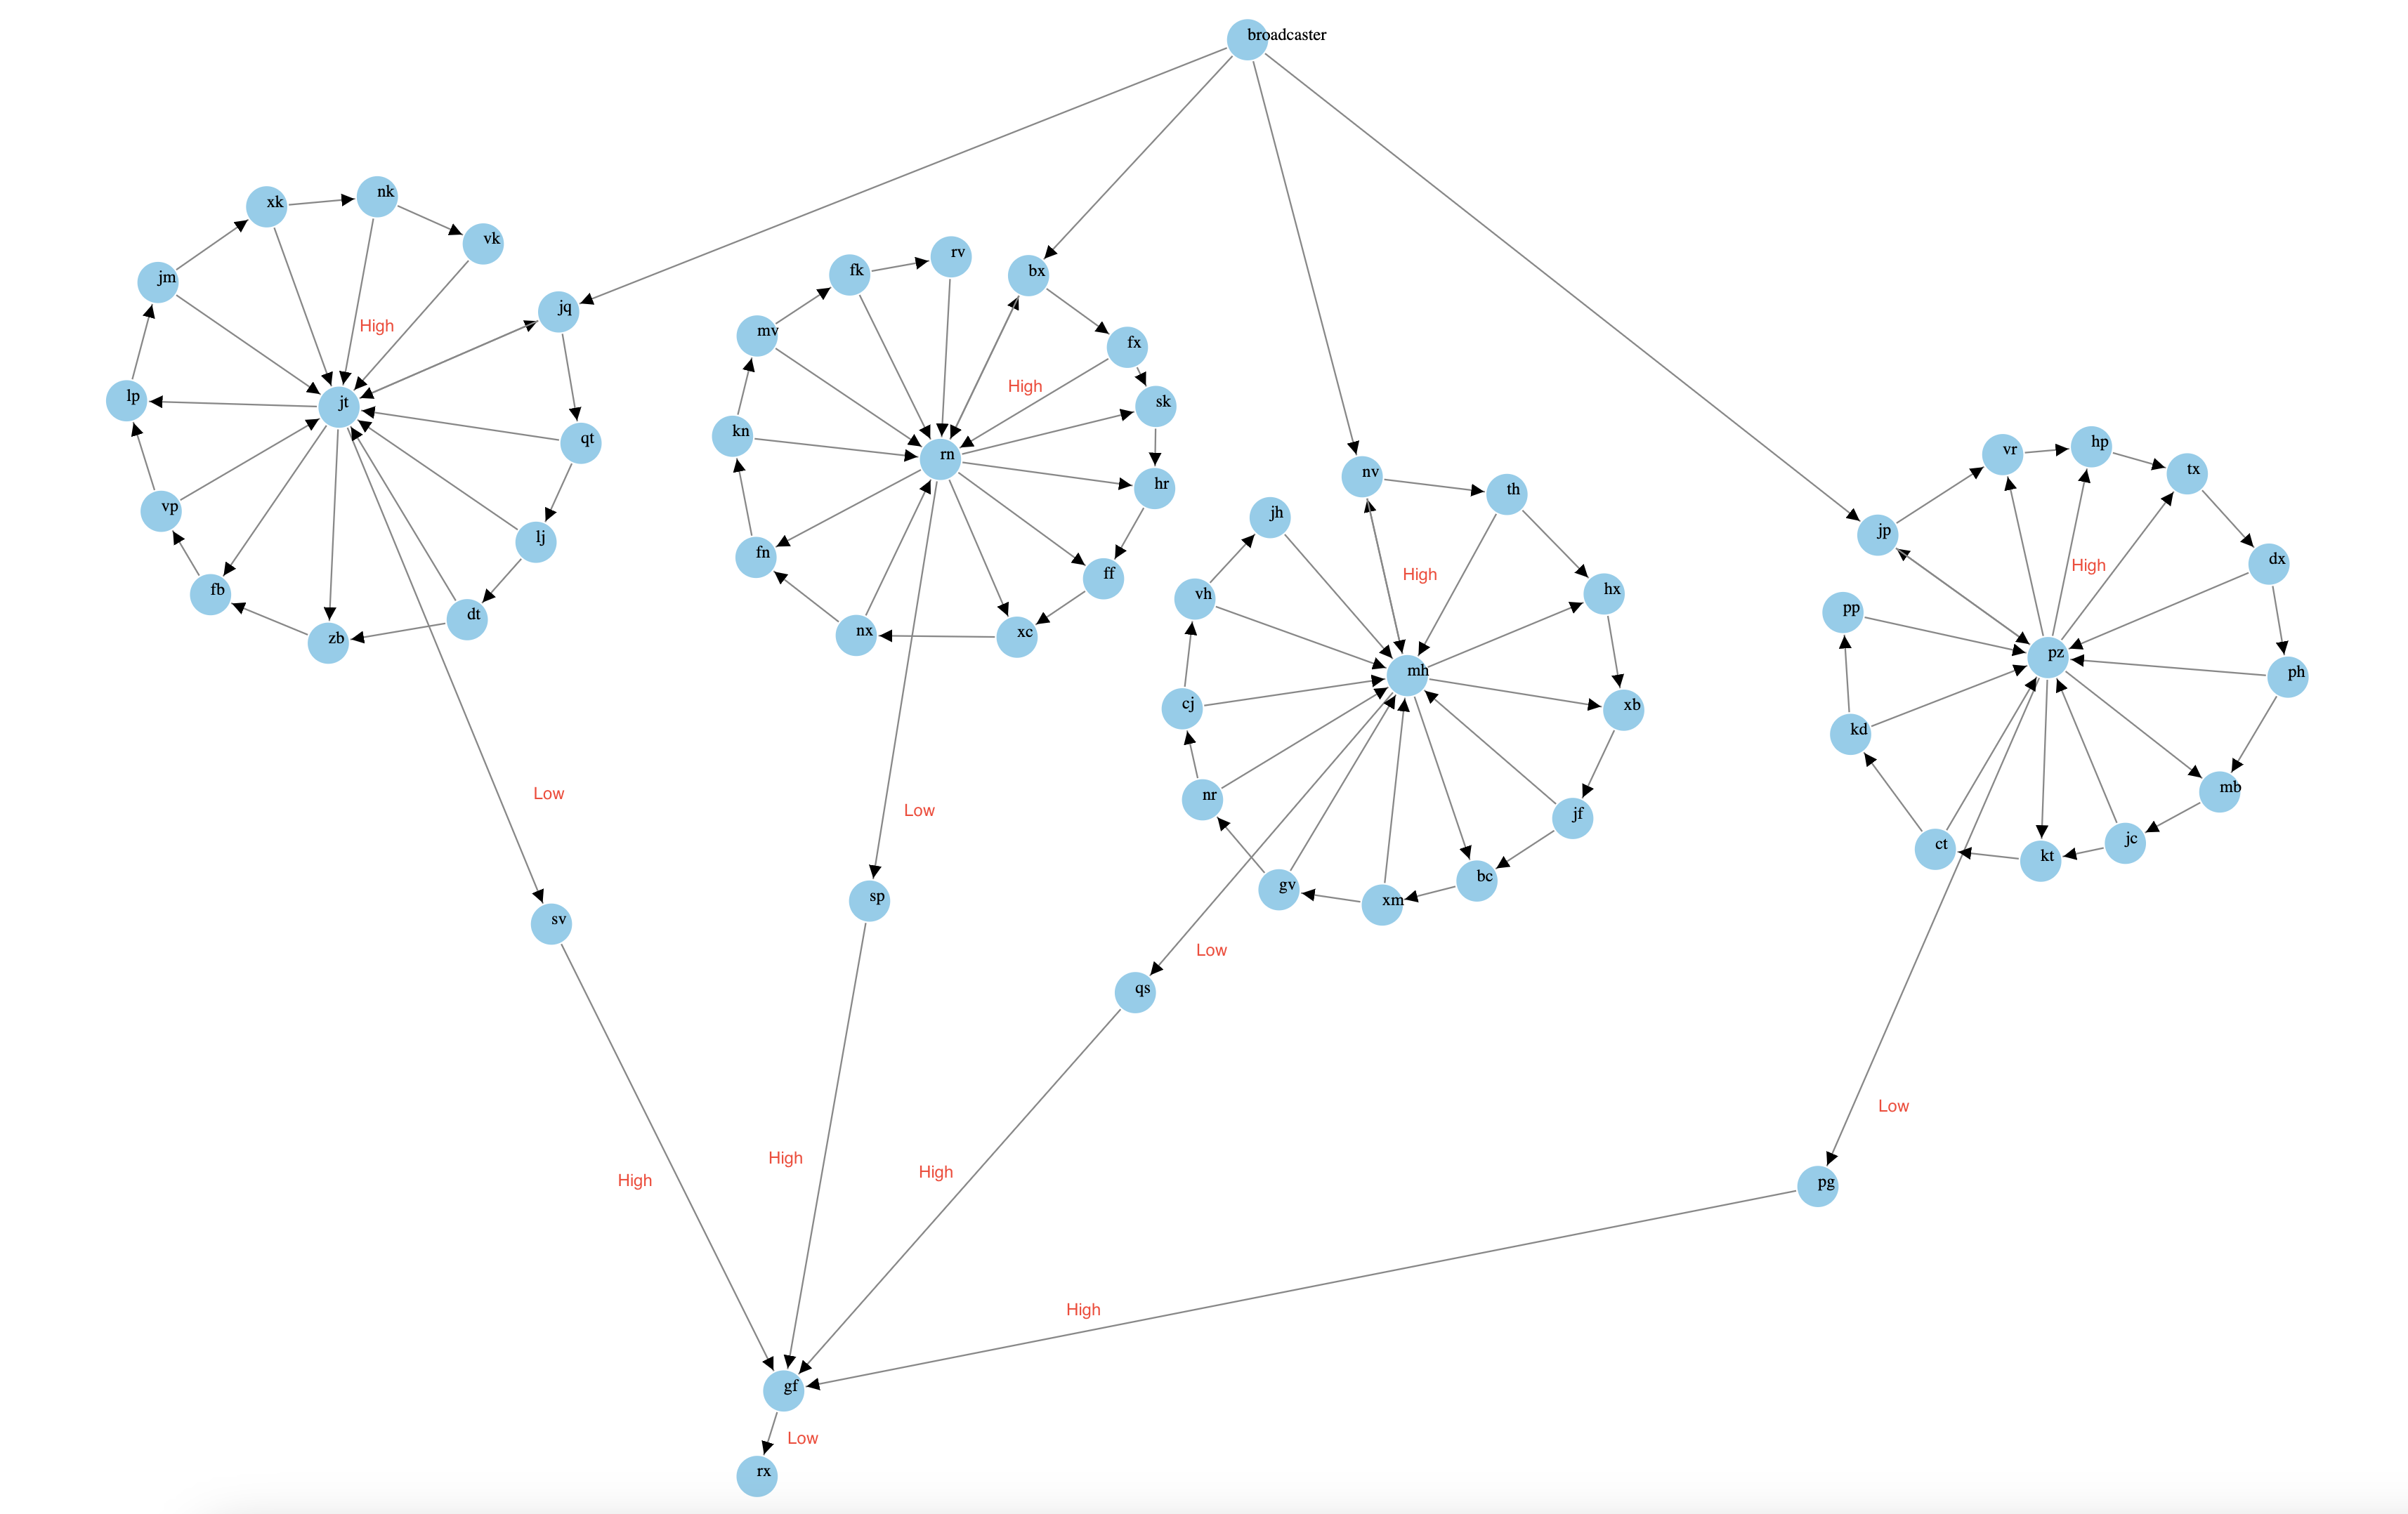 broadcaster
xk
nk
vk
jm
jq
High
lp
jt
qt
vp
lj
fb
dt
zb
fk
rv
bx
mv
fx
High
sk
kn
rn
hr
fn
ff
nx
xc
nv
th
jh
High
hx
vh
mh
cj
xb
nr
jf
gv
xm
bc
vr
hp
tx
jp
dx
High
pp
pz
ph
kd
mb
ct
kt
jc
Low
Low
sv
sp
Low
qs
Low
High
High
High
pg
High
gf
Low
rx